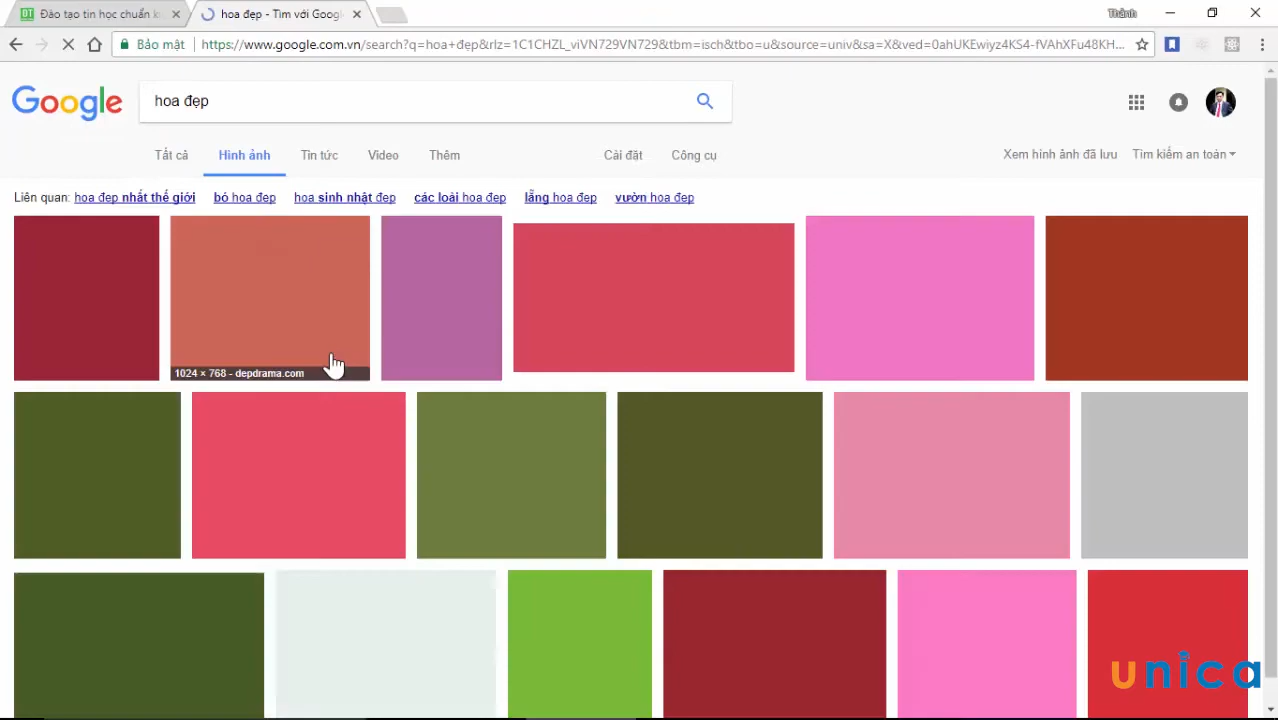 Đào tạo tin học chuẩn k
hoa đẹp - Tìm với Googl
Thành
Bảo mật
https://www.google.com.vn/search?q=hoa+đẹp&rlz=1C1CHZL_viVN729VN729&tbm=isch&tbo=u&source=univ&sa=X&ved=0ahUKEwiyz4KS4-fVAhXFu48KH...
Google
hoa đẹp
Tất cả
Hình ảnh
Tin tức
Video
Thêm
Cài đặt
Công cụ
Xem hình ảnh đã lưu
Tìm kiếm an toàn
Liên quan: hoa đẹp nhất thế giới bó hoa đẹp hoa sinh nhật đẹp các loài hoa đẹp lẵng hoa đẹp vườn hoa đẹp
1024 × 768 - depdrama.com
unica